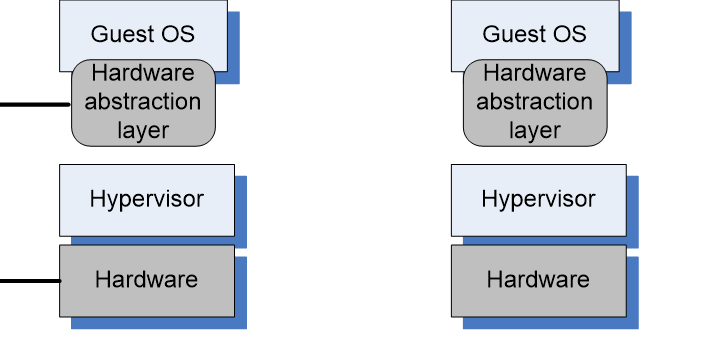 Guest OS
Hardware
abstraction
layer
Hypervisor
Hardware
Guest OS
Hardware
abstraction
layer
Hypervisor
Hardware